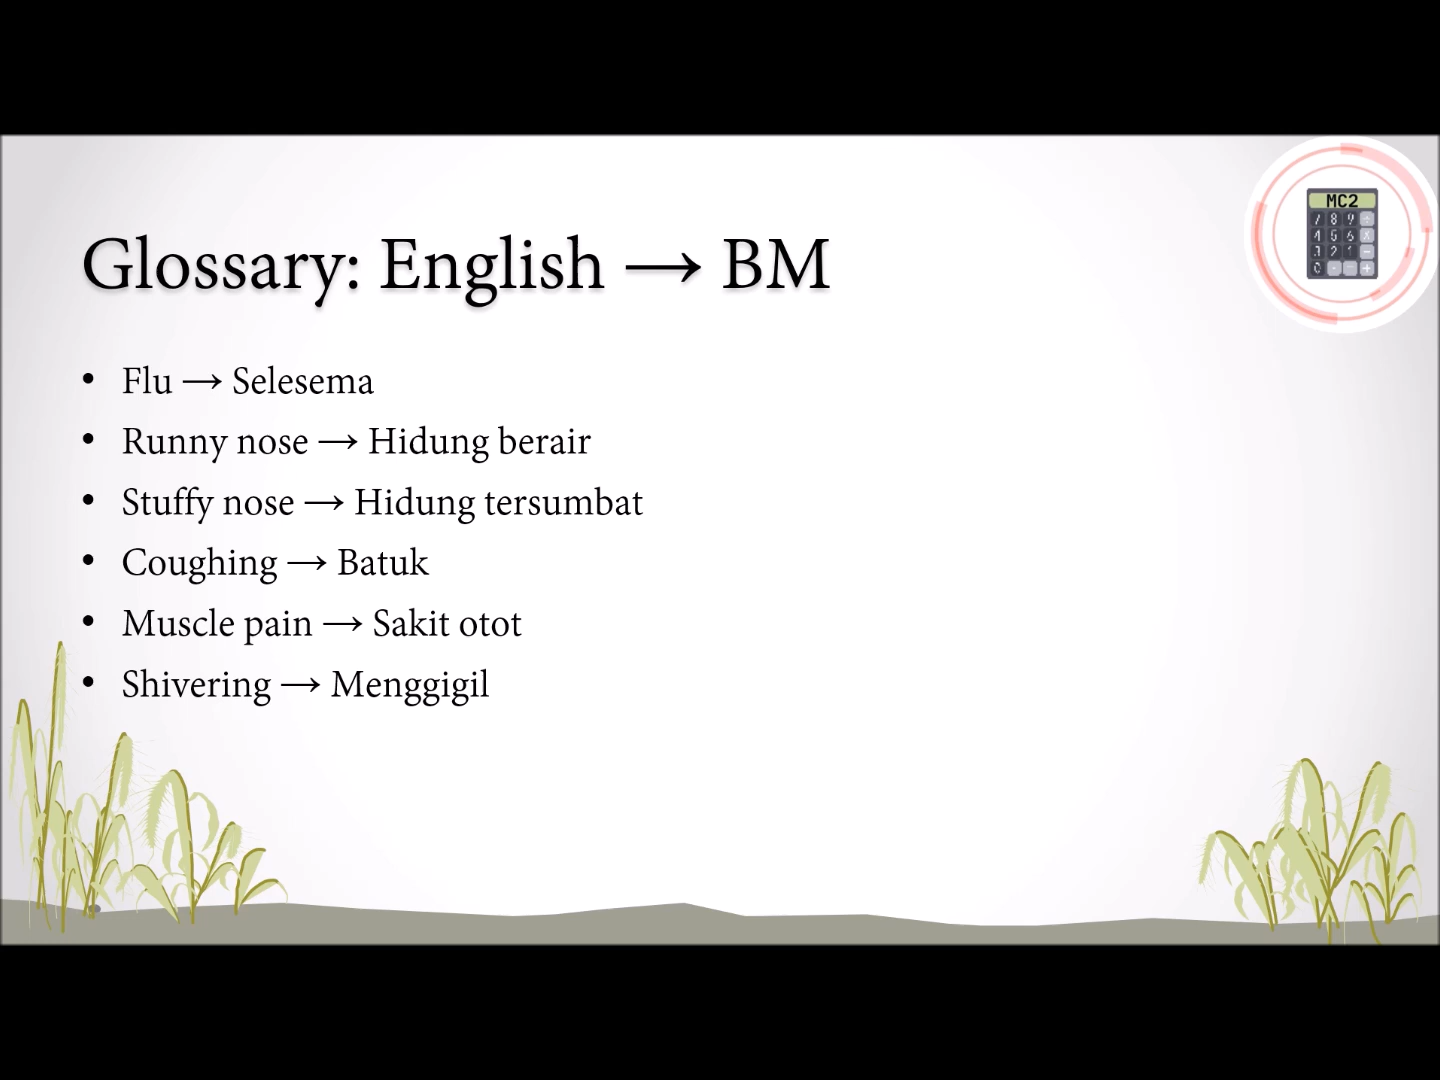 MC2
Glossary: English → BM
• Flu → Selesema
• Runny nose → Hidung berair
• Stuffy nose → Hidung tersumbat
• Coughing → Batuk
• Muscle pain → Sakit otot
• Shivering → Menggigil